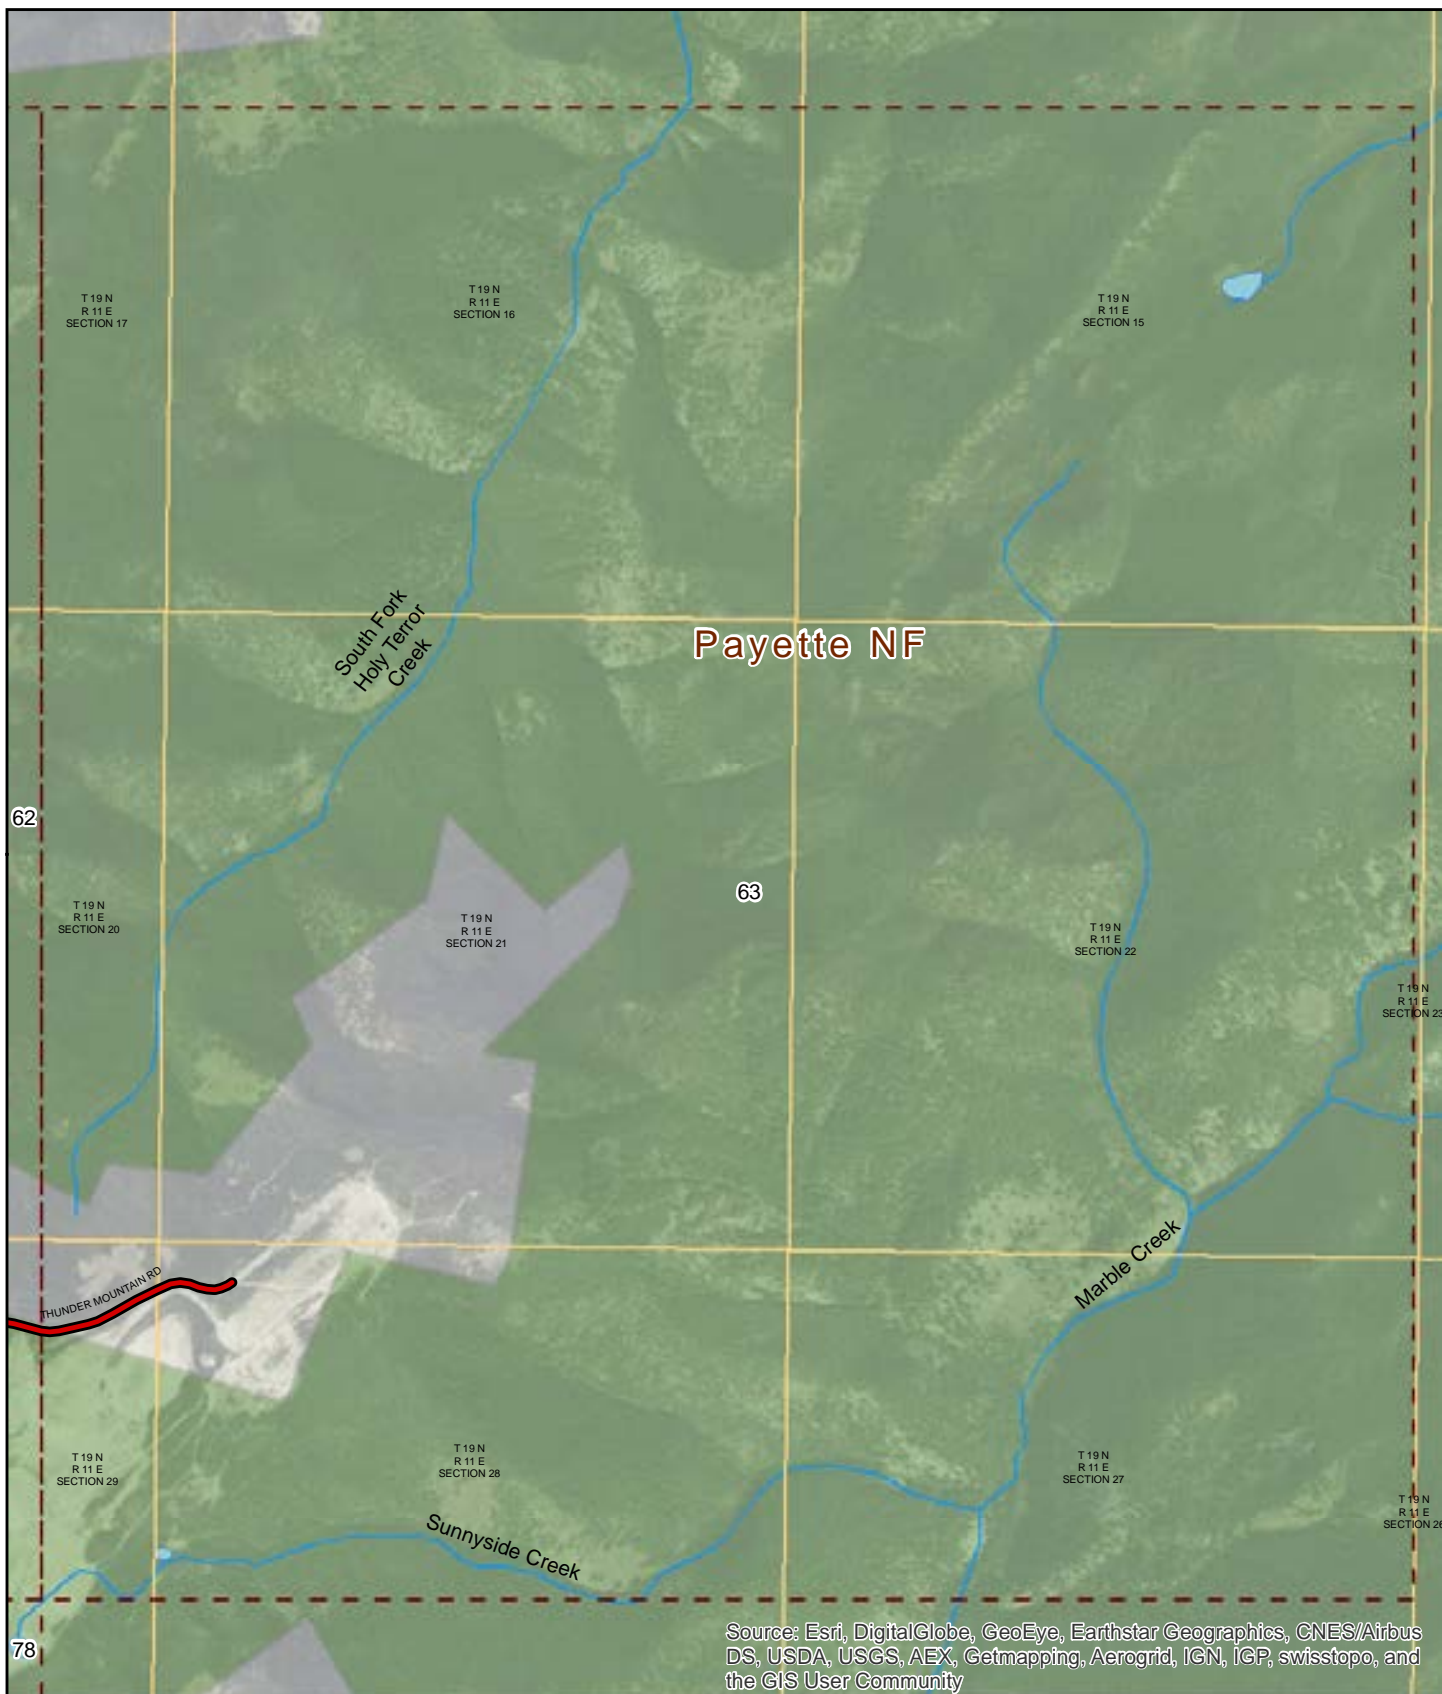 T 19 N
R 11 E
SECTION 17
T 19 N
R 11 E
SECTION 16
T 19 N
R 11 E
SECTION 15
South Fork
Holy Terror
Creek
Payette NF
62
63
T 19 N
R 11 E
SECTION 20
T 19 N
R 11 E
SECTION 21
T 19 N
R 11 E
SECTION 22
T 19 N
R 11 E
SECTION 23
Marble Creek
THUNDER MOUNTAIN RD
T 19 N
R 11 E
SECTION 29
T 19 N
R 11 E
SECTION 28
T 19 N
R 11 E
SECTION 27
T 19 N
R 11 E
SECTION 26
Sunnyside Creek
78
Source: Esri, DigitalGlobe, GeoEye, Earthstar Geographics, CNES/Airbus
DS, USDA, USGS, AEX, Getmapping, Aerogrid, IGN, IGP, swisstopo, and
the GIS User Community